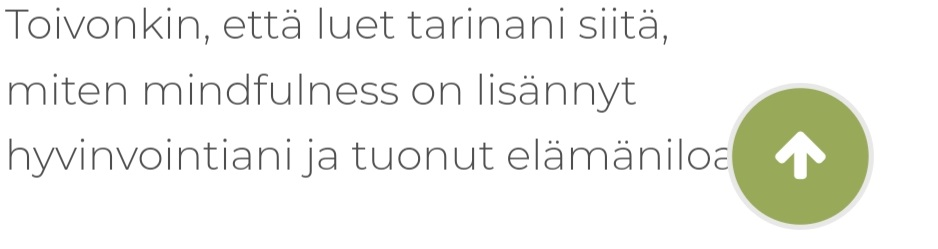 Toivonkin, että luet tarinani siitä,
miten mindfulness on lisännyt
hyvinvointiani ja tuonut elämäniloa